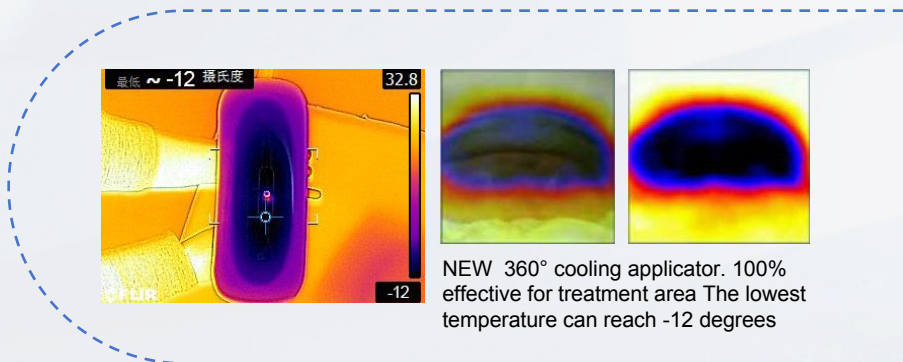 最低 ~ -12 摄氏度
32.8
-12
NEW 360° cooling applicator. 100%
effective for treatment area The lowest
temperature can reach -12 degrees